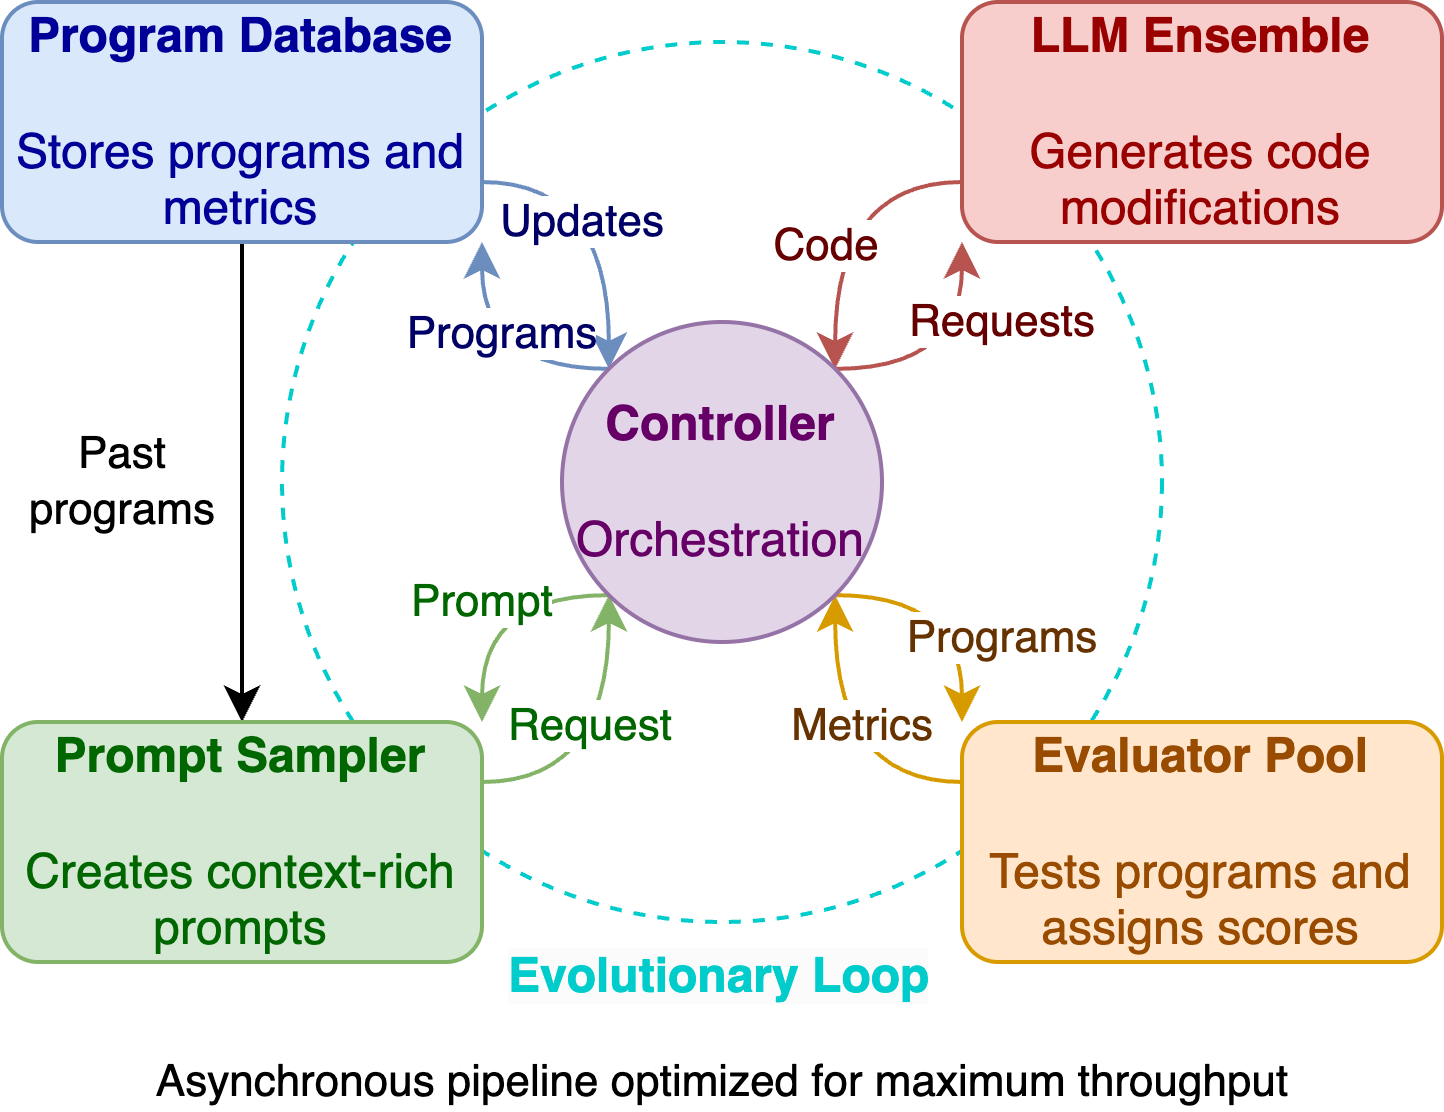 Program Database
Stores programs and
metrics
LLM Ensemble
Generates code
modifications
Updates
Programs
Code
Requests
Controller
Orchestration
Past
programs
Prompt
Request
Programs
Metrics
Prompt Sampler
Creates context-rich
prompts
Evaluator Pool
Tests programs and
assigns scores
Evolutionary Loop
Asynchronous pipeline optimized for maximum throughput